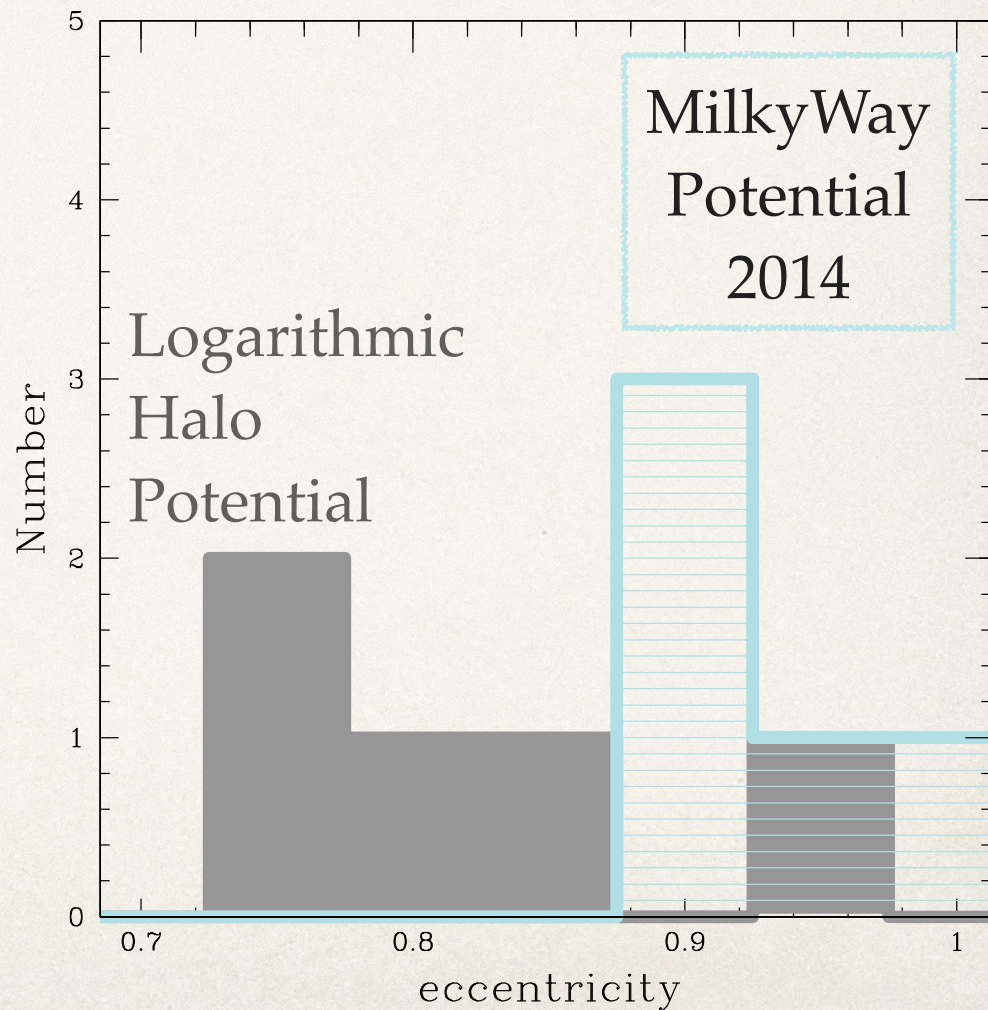 5
MilkyWay
Potential
2014
4
Logarithmic
Halo
Potential
3
2
1
0
Number
0.7 0.8 0.9 1
eccentricity